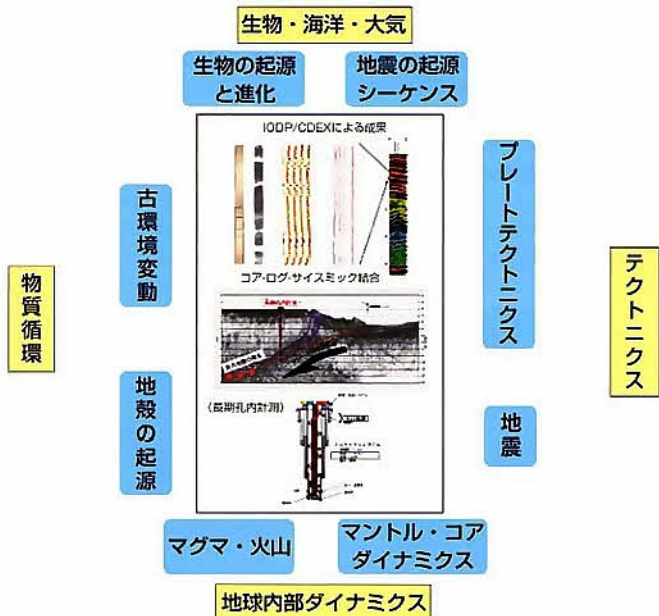 生物・海洋・大気
生物の起源
と進化
地震の起源
シーケンス
IODP/CDEXによる成果
古環境変動
プレートテクトニクス
コア-ログ-サイスミック結合
物質循環
テクトニクス
地殻の起源
(長期孔内計測)
地震
マグマ・火山
マントル・コア
ダイナミクス
地球内部ダイナミクス